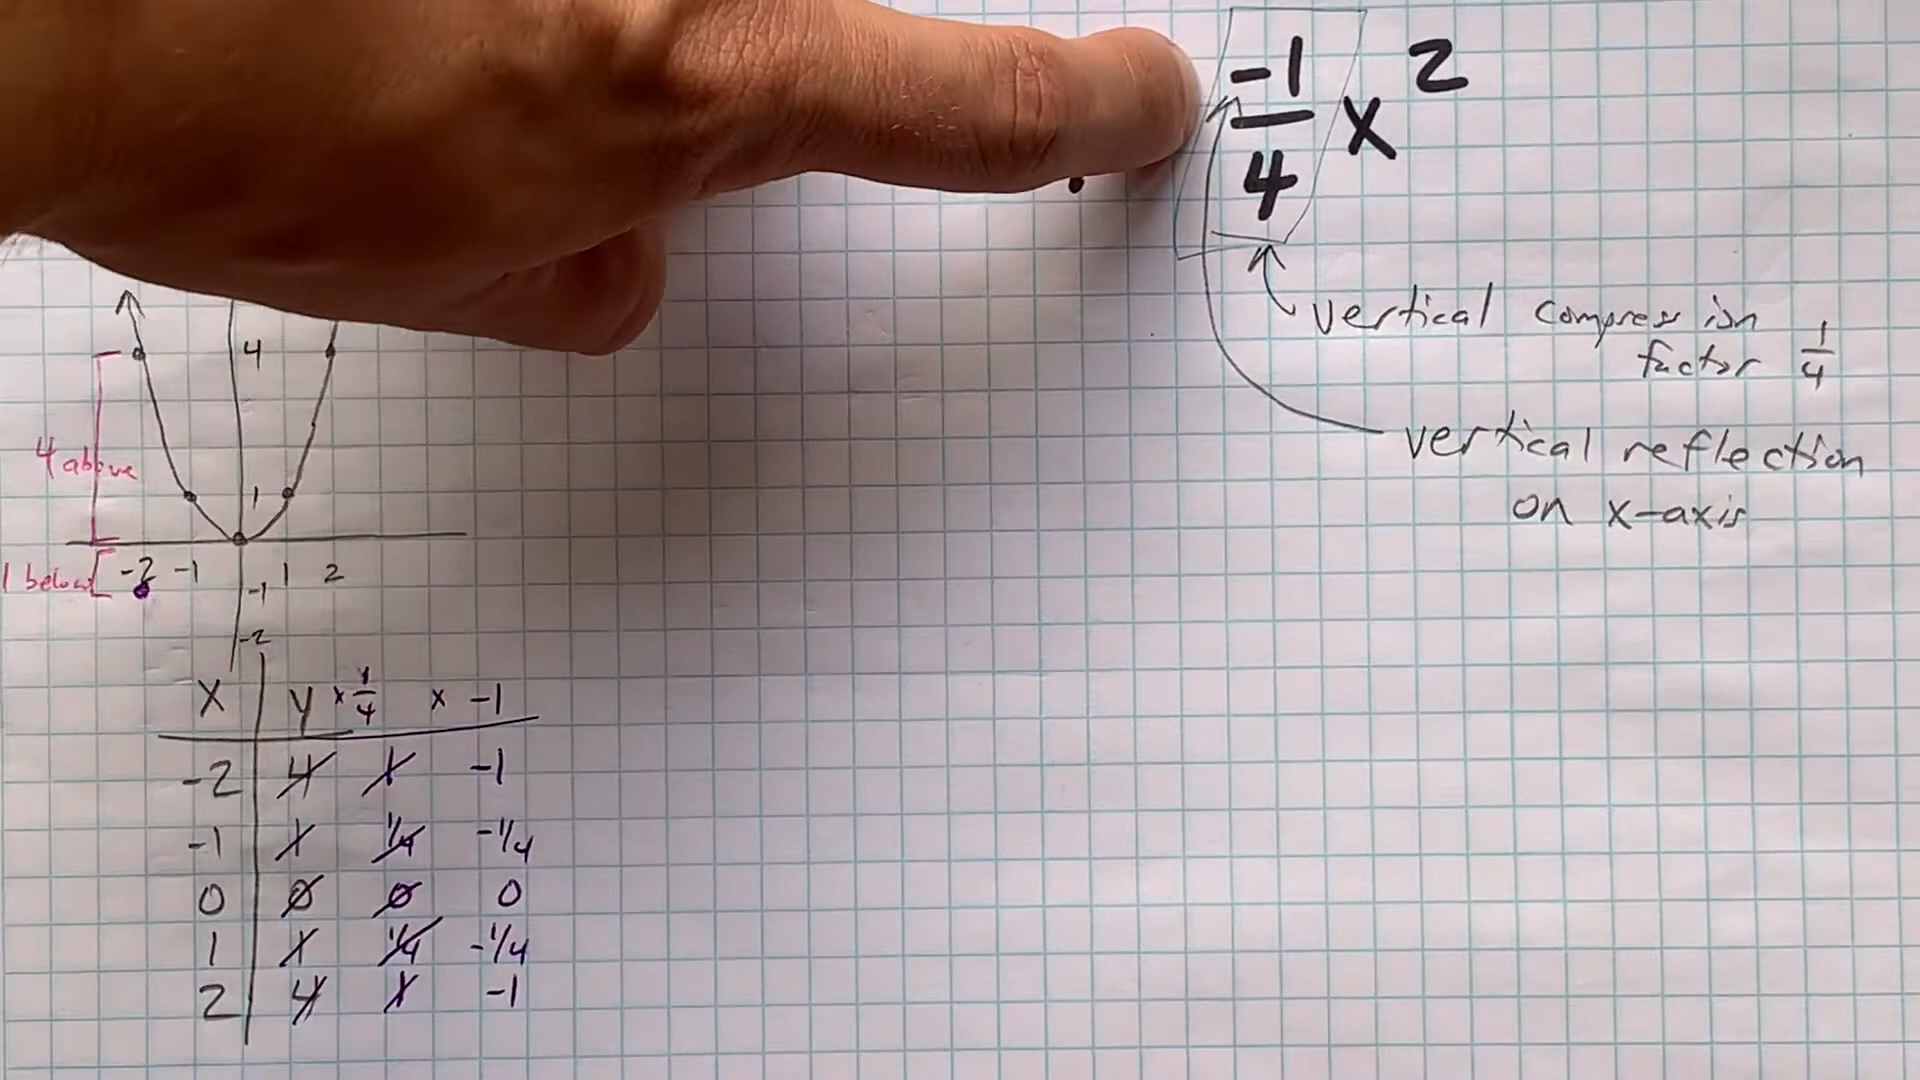 -1/4 x²
vertical compression
factor 1/4
vertical reflection
on x-axis
4
4 above
1
1 below -2 -1 1 2
-1
-2
x y × 1/4 × -1
-2 4 1 -1
-1 1 1/4 -1/4
0 0 0 0
1 1 1/4 -1/4
2 4 1 -1